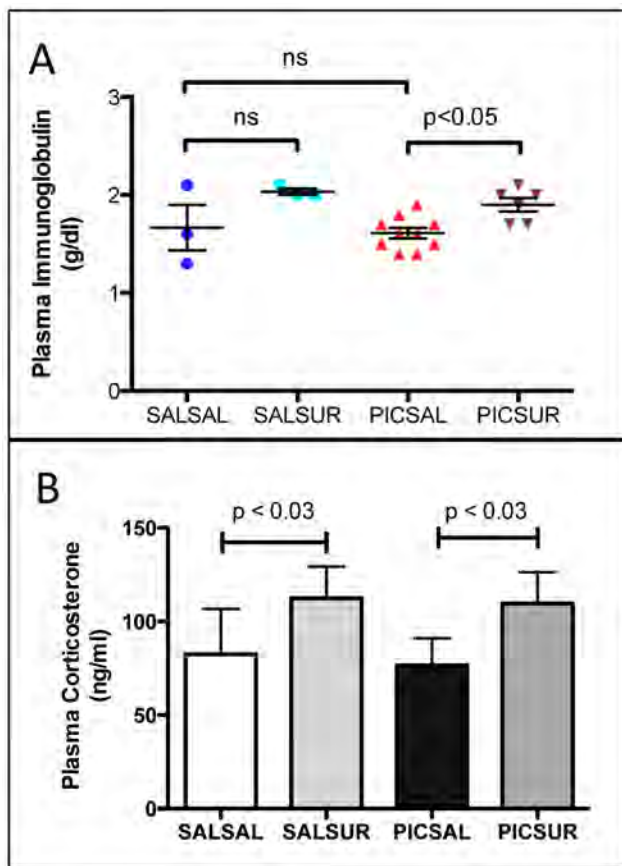 A
ns
ns
p<0.05
3
2
1
0
Plasma Immunoglobulin
(g/dl)
SALSAL SALSUR PICSAL PICSUR
B
p < 0.03 p < 0.03
150
100
50
0
Plasma Corticosterone
(ng/ml)
SALSAL SALSUR PICSAL PICSUR